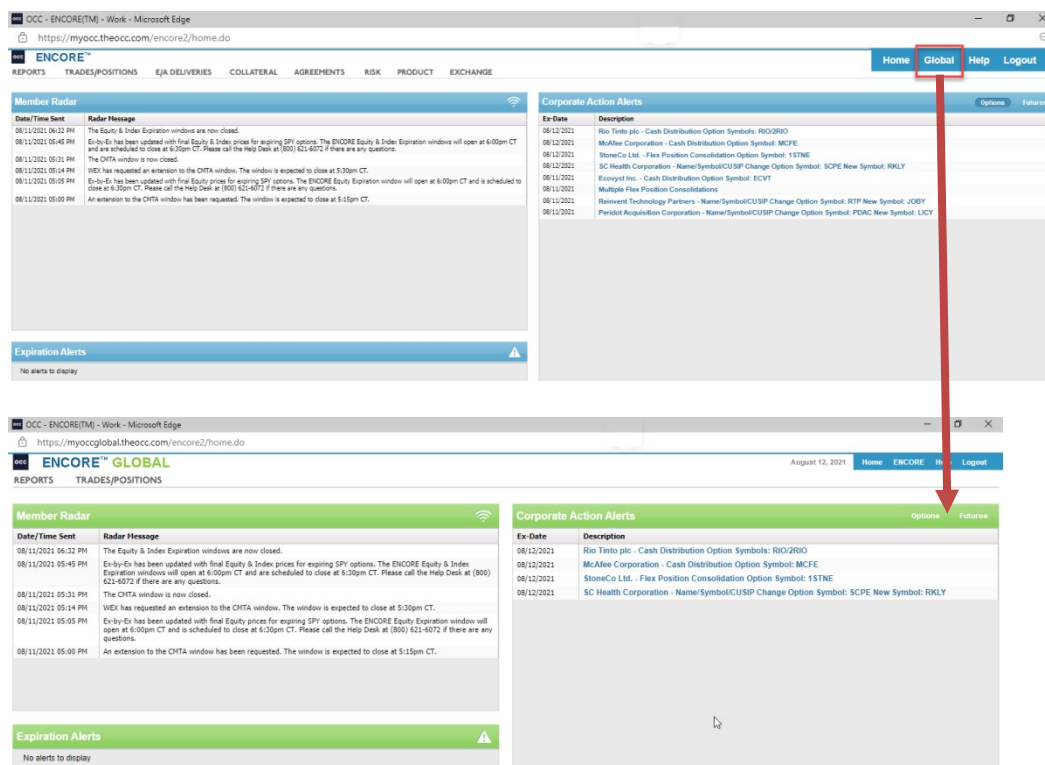 OCC - ENCORE(TM) - Work - Microsoft Edge
https://myocc.theocc.com/encore2/home.do
occ ENCORE™
Home Global Help Logout
REPORTS TRADES/POSITIONS E/A DELIVERIES COLLATERAL AGREEMENTS RISK PRODUCT EXCHANGE
Member Radar
Date/Time Sent Radar Message
08/11/2021 06:32 PM The Equity & Index Expiration windows are now closed.
08/11/2021 05:45 PM Ex-by-Ex has been updated with final Equity & Index prices for expiring SPY options. The ENCORE Equity & Index Expiration windows will open at 6:00pm CT
and are scheduled to close at 6:30pm CT. Please call the Help Desk at (800) 621-6072 if there are any questions.
08/11/2021 05:31 PM The CMTA window is now closed.
08/11/2021 05:14 PM WEX has requested an extension to the CMTA window. The window is expected to close at 5:30pm CT.
08/11/2021 05:05 PM Ex-by-Ex has been updated with final Equity prices for expiring SPY options. The ENCORE Equity Expiration window will open at 6:00pm CT and is scheduled to
close at 6:30pm CT. Please call the Help Desk at (800) 621-6072 if there are any questions.
08/11/2021 05:00 PM An extension to the CMTA window has been requested. The window is expected to close at 5:15pm CT.
Expiration Alerts
No alerts to display
Corporate Action Alerts Options Futures
Ex-Date Description
08/12/2021 Rio Tinto plc - Cash Distribution Option Symbols: RIO/2RIO
08/12/2021 McAfee Corporation - Cash Distribution Option Symbol: MCFE
08/12/2021 StoneCo Ltd. - Flex Position Consolidation Option Symbol: 1STNE
08/12/2021 SC Health Corporation - Name/Symbol/CUSIP Change Option Symbol: SCPE New Symbol: RKLY
08/11/2021 Ecovyst Inc. - Cash Distribution Option Symbol: ECVT
08/11/2021 Multiple Flex Position Consolidations
08/11/2021 Reinvent Technology Partners - Name/Symbol/CUSIP Change Option Symbol: RTP New Symbol: JOBY
08/11/2021 Peridot Acquisition Corporation - Name/Symbol/CUSIP Change Option Symbol: PDAC New Symbol: LICY
OCC - ENCORE(TM) - Work - Microsoft Edge
https://myoccglobal.theocc.com/encore2/home.do
occ ENCORE™ GLOBAL
August 12, 2021 Home ENCORE Logout
REPORTS TRADES/POSITIONS
Member Radar
Date/Time Sent Radar Message
08/11/2021 06:32 PM The Equity & Index Expiration windows are now closed.
08/11/2021 05:45 PM Ex-by-Ex has been updated with final Equity & Index prices for expiring SPY options. The ENCORE Equity & Index
Expiration windows will open at 6:00pm CT and are scheduled to close at 6:30pm CT. Please call the Help Desk at (800)
621-6072 if there are any questions.
08/11/2021 05:31 PM The CMTA window is now closed.
08/11/2021 05:14 PM WEX has requested an extension to the CMTA window. The window is expected to close at 5:30pm CT.
08/11/2021 05:05 PM Ex-by-Ex has been updated with final Equity prices for expiring SPY options. The ENCORE Equity Expiration window will
open at 6:00pm CT and is scheduled to close at 6:30pm CT. Please call the Help Desk at (800) 621-6072 if there are any
questions.
08/11/2021 05:00 PM An extension to the CMTA window has been requested. The window is expected to close at 5:15pm CT.
Expiration Alerts
No alerts to display
Corporate Action Alerts Options Futures
Ex-Date Description
08/12/2021 Rio Tinto plc - Cash Distribution Option Symbols: RIO/2RIO
08/12/2021 McAfee Corporation - Cash Distribution Option Symbol: MCFE
08/12/2021 StoneCo Ltd. - Flex Position Consolidation Option Symbol: 1STNE
08/12/2021 SC Health Corporation - Name/Symbol/CUSIP Change Option Symbol: SCPE New Symbol: RKLY